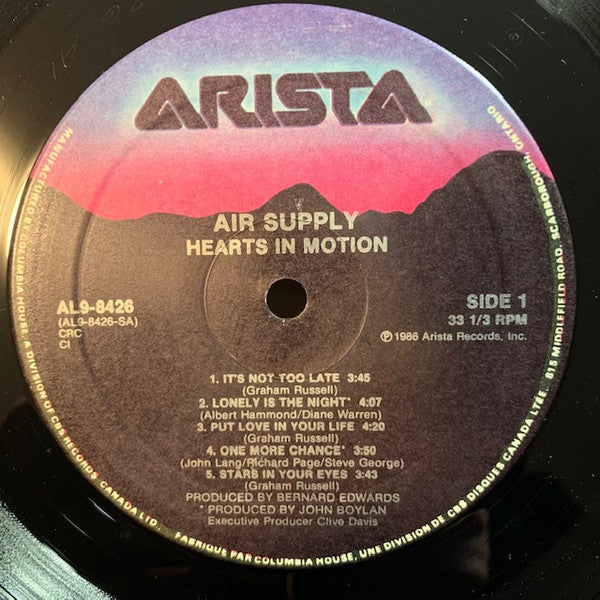 ARISTA
AIR SUPPLY
HEARTS IN MOTION
AL9-8426
(AL9-8426-SA)
CRC
CI
SIDE 1
33 1/3 RPM
℗1986 Arista Records, Inc.
1. IT'S NOT TOO LATE 3:45
(Graham Russell)
2. LONELY IS THE NIGHT* 4:07
(Albert Hammond/Diane Warren)
3. PUT LOVE IN YOUR LIFE 4:20
(Graham Russell)
4. ONE MORE CHANCE* 3:50
(John Lang/Richard Page/Steve George)
5. STARS IN YOUR EYES 3:43
(Graham Russell)
PRODUCED BY BERNARD EDWARDS
* PRODUCED BY JOHN BOYLAN
Executive Producer Clive Davis
MANUFACTURED COLUMBIA HOUSE, A DIVISION OF CBS RECORDS CANADA LTD. FABRIQUE PAR COLUMBIA HOUSE, UNE DIVISION DE CBS DISQUES CANADA LTÉE. 815 MIDDLEFIELD ROAD, SCARBOROUGH, ONTARIO